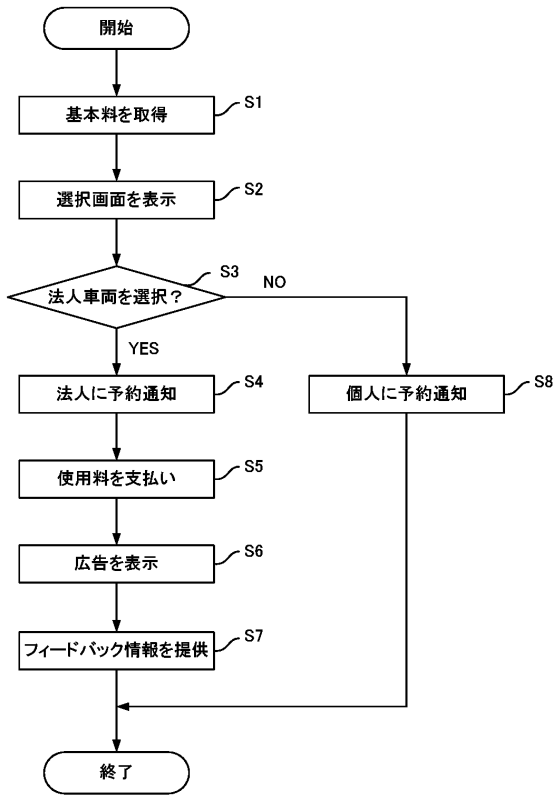 開始
基本料を取得
S1
選択画面を表示
S2
法人車両を選択？
S3
NO
YES
法人に予約通知
S4
個人に予約通知
S8
使用料を支払い
S5
広告を表示
S6
フィードバック情報を提供
S7
終了